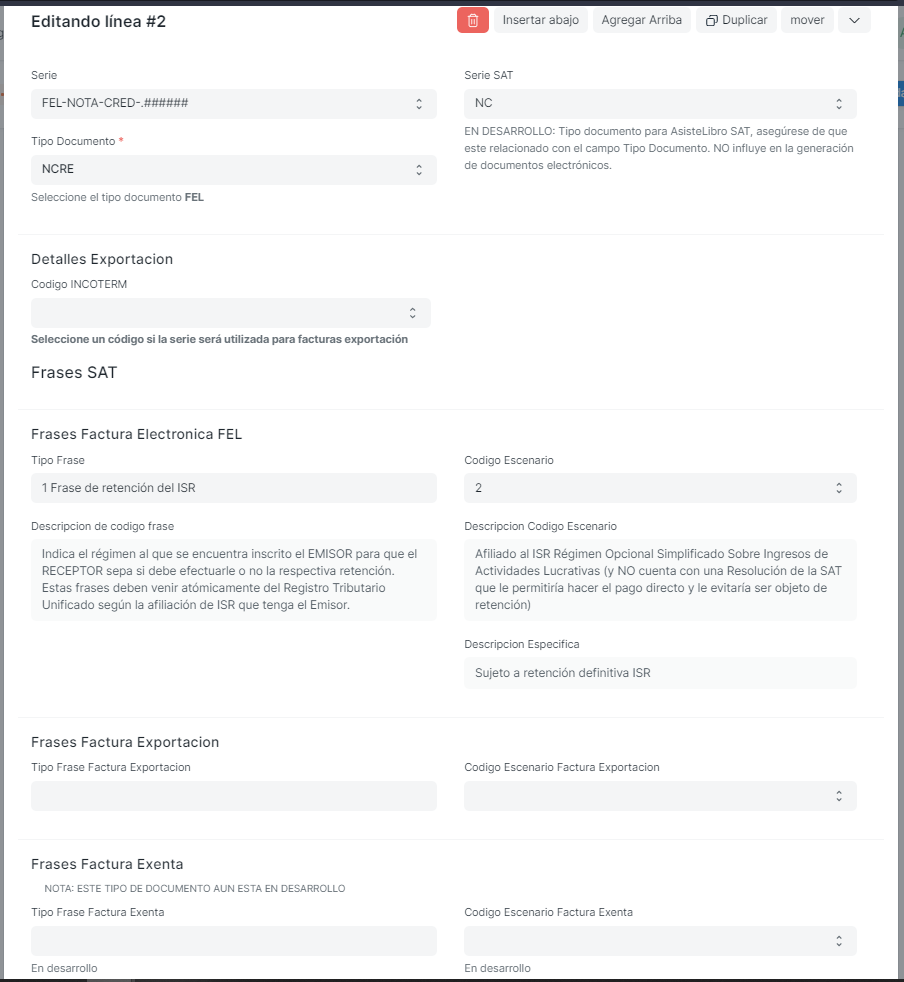 Editando línea #2
Insertar abajo
Agregar Arriba
Duplicar
mover
Serie
FEL-NOTA-CRED-.######
Serie SAT
NC
EN DESARROLLO: Tipo documento para AsisteLibro SAT, asegúrese de que
este relacionado con el campo Tipo Documento. NO influye en la generación
de documentos electrónicos.
Tipo Documento *
NCRE
Seleccione el tipo documento FEL
Detalles Exportacion
Codigo INCOTERM
Seleccione un código si la serie será utilizada para facturas exportación
Frases SAT
Frases Factura Electronica FEL
Tipo Frase
1 Frase de retención del ISR
Codigo Escenario
2
Descripcion de codigo frase
Indica el régimen al que se encuentra inscrito el EMISOR para que el
RECEPTOR sepa si debe efectuarle o no la respectiva retención.
Estas frases deben venir atómicamente del Registro Tributario
Unificado según la afiliación de ISR que tenga el Emisor.
Descripcion Codigo Escenario
Afiliado al ISR Régimen Opcional Simplificado Sobre Ingresos de
Actividades Lucrativas (y NO cuenta con una Resolución de la SAT
que le permitiría hacer el pago directo y le evitaría ser objeto de
retención)
Descripcion Especifica
Sujeto a retención definitiva ISR
Frases Factura Exportacion
Tipo Frase Factura Exportacion
Codigo Escenario Factura Exportacion
Frases Factura Exenta
NOTA: ESTE TIPO DE DOCUMENTO AUN ESTA EN DESARROLLO
Tipo Frase Factura Exenta
Codigo Escenario Factura Exenta
En desarrollo
En desarrollo